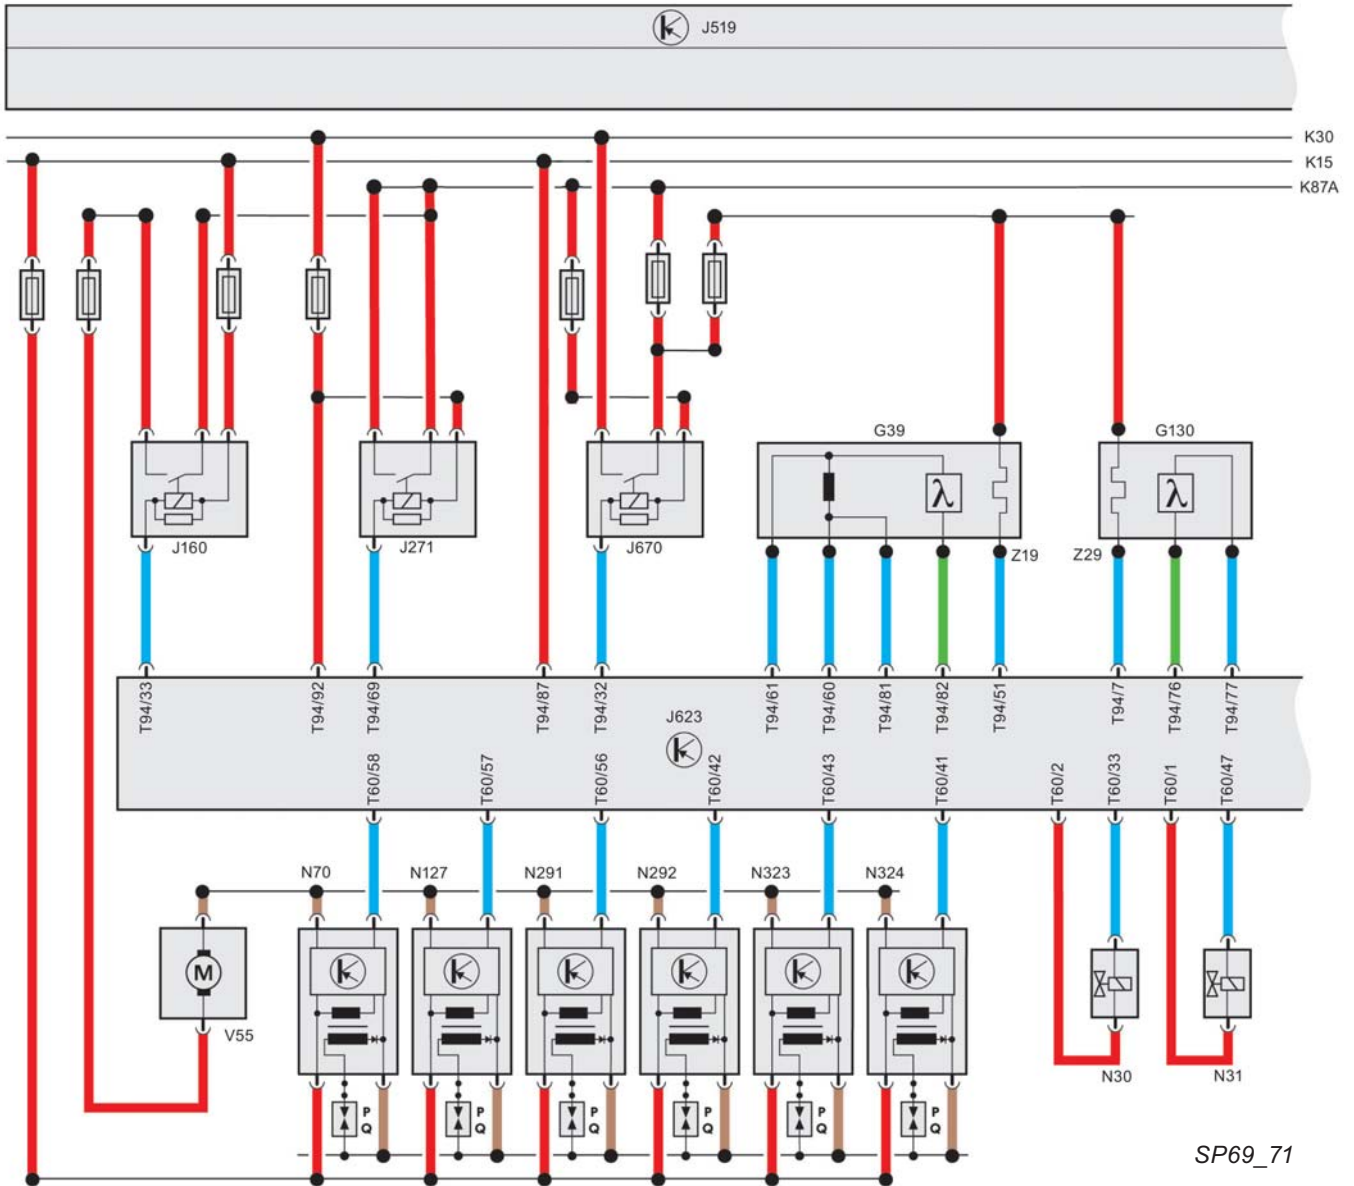 J519
K30
K15
K87A
G39
G130
J160
J271
J670
Z19
Z29
T94/33
T94/92
T94/69
T94/87
T94/32
T94/61
T94/60
T94/81
λ
T94/82
T94/51
T94/7
λ
T94/76
T94/77
J623
T60/58
T60/57
T60/56
T60/42
T60/43
T60/41
T60/2
T60/33
T60/1
T60/47
N70
N127
N291
N292
N323
N324
M
V55
N30
N31
P
Q
P
Q
P
Q
P
Q
P
Q
P
Q
SP69_71